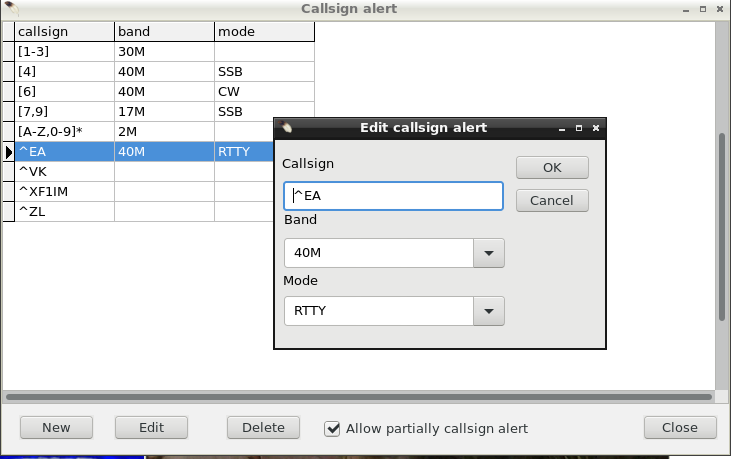 Callsign alert
callsign band mode
[1-3] 30M
[4] 40M SSB
[6] 40M CW
[7,9] 17M SSB
[A-Z,0-9]* 2M
^EA 40M RTTY
^VK
^XF1IM
^ZL
Edit callsign alert
Callsign
OK
^EA
Cancel
Band
40M
Mode
RTTY
New Edit Delete Allow partially callsign alert Close